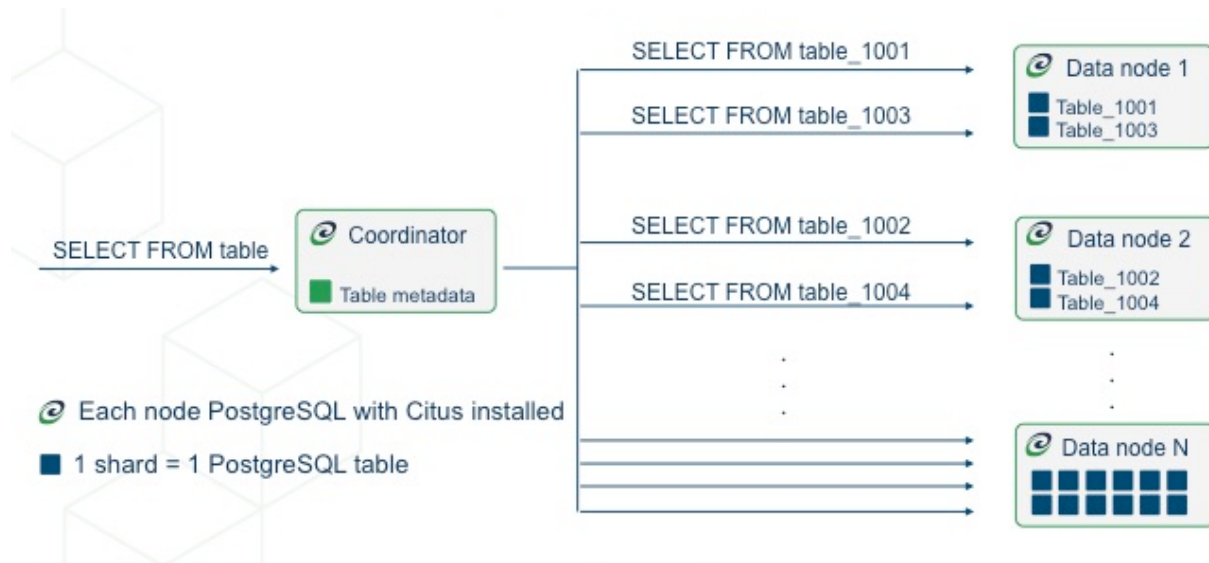 SELECT FROM table_1001
Data node 1
Table_1001
SELECT FROM table_1003
Table_1003
SELECT FROM table_1002
Coordinator
Data node 2
SELECT FROM table
Table_1002
Table metadata
SELECT FROM table_1004
Table_1004
Each node PostgreSQL with Citus installed
Data node N
1 shard = 1 PostgreSQL table